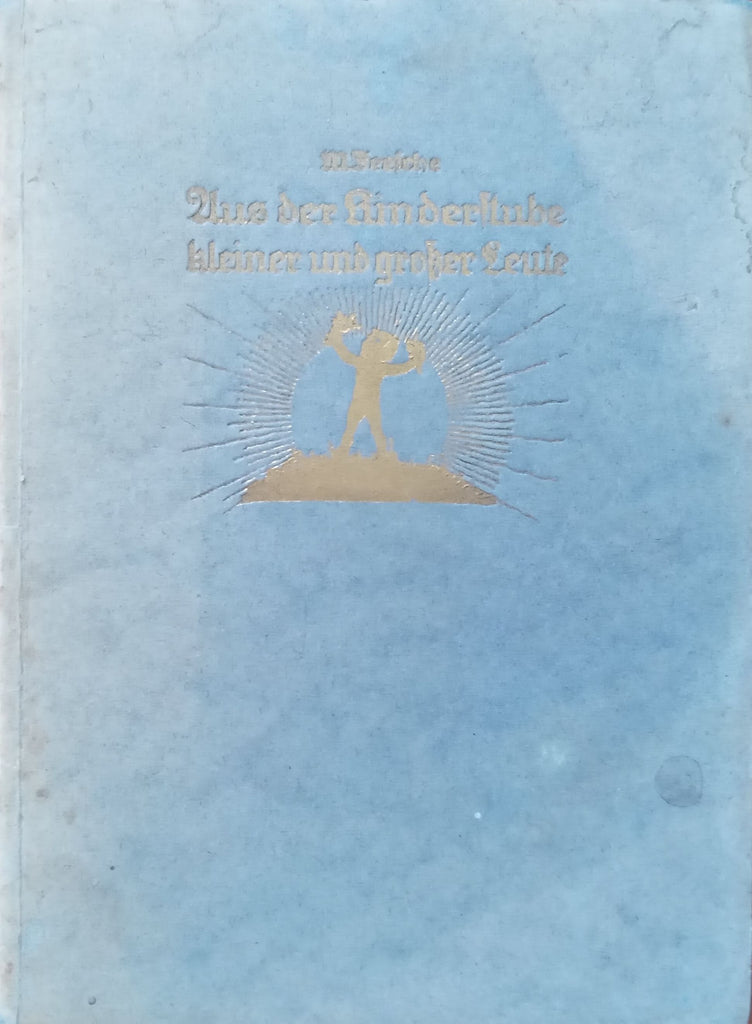 M.
Aus der Kinderstube
kleiner und großer Leute